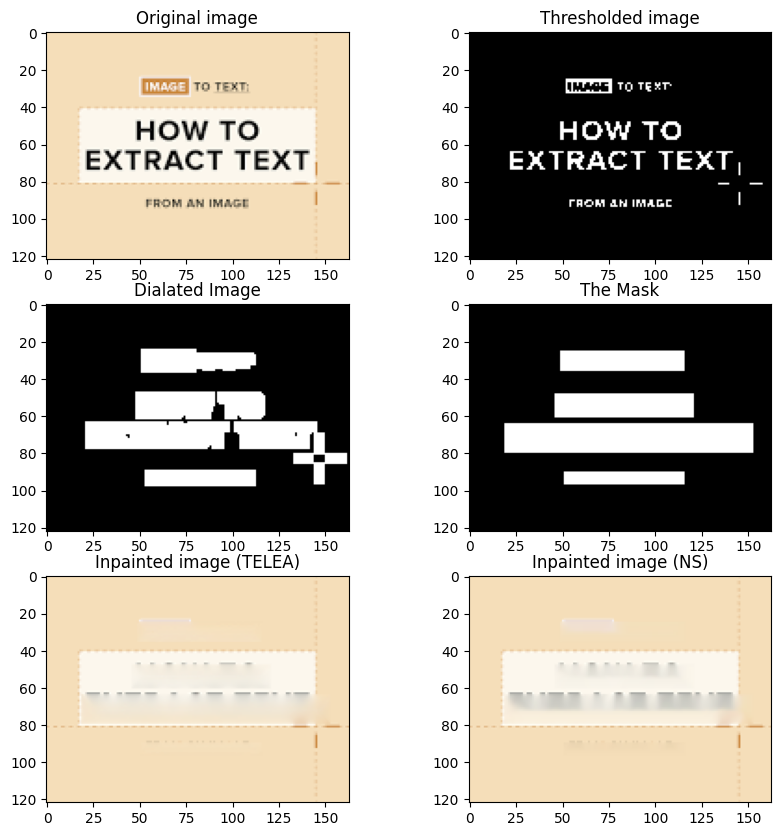 Original image
Thresholded image
0
20
40
60
80
100
120
IMAGE TO TEXT:
HOW TO
EXTRACT TEXT
FROM AN IMAGE
0 25 50 75 100 125 150
0
20
40
60
80
100
120
IMAGE TO TEXT:
HOW TO
EXTRACT TEXT
FROM AN IMAGE
0 25 50 75 100 125 150
Dialated Image
The Mask
0
20
40
60
80
100
120
0 25 50 75 100 125 150
0
20
40
60
80
100
120
0 25 50 75 100 125 150
Inpainted image (TELEA)
Inpainted image (NS)
0
20
40
60
80
100
120
0 25 50 75 100 125 150
0
20
40
60
80
100
120
0 25 50 75 100 125 150